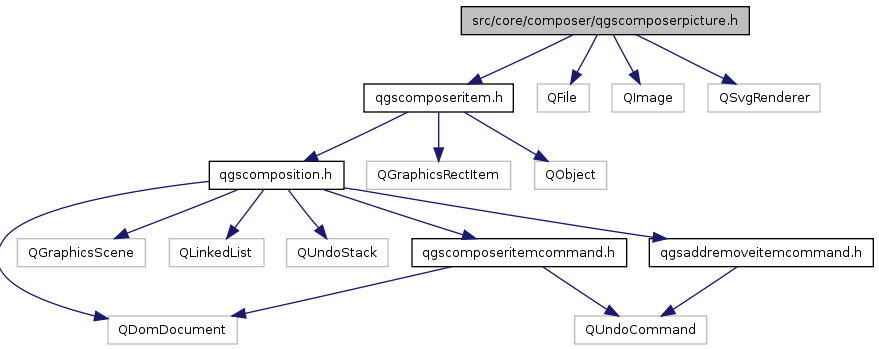 src/core/composer/qgscomposerpicture.h
qgscomposeritem.h
QFile
QImage
QSvgRenderer
qgscomposition.h
QGraphicsRectItem
QObject
QGraphicsScene
QLinkedList
QUndoStack
qgscomposeritemcommand.h
qgsaddremoveitemcommand.h
QDomDocument
QUndoCommand